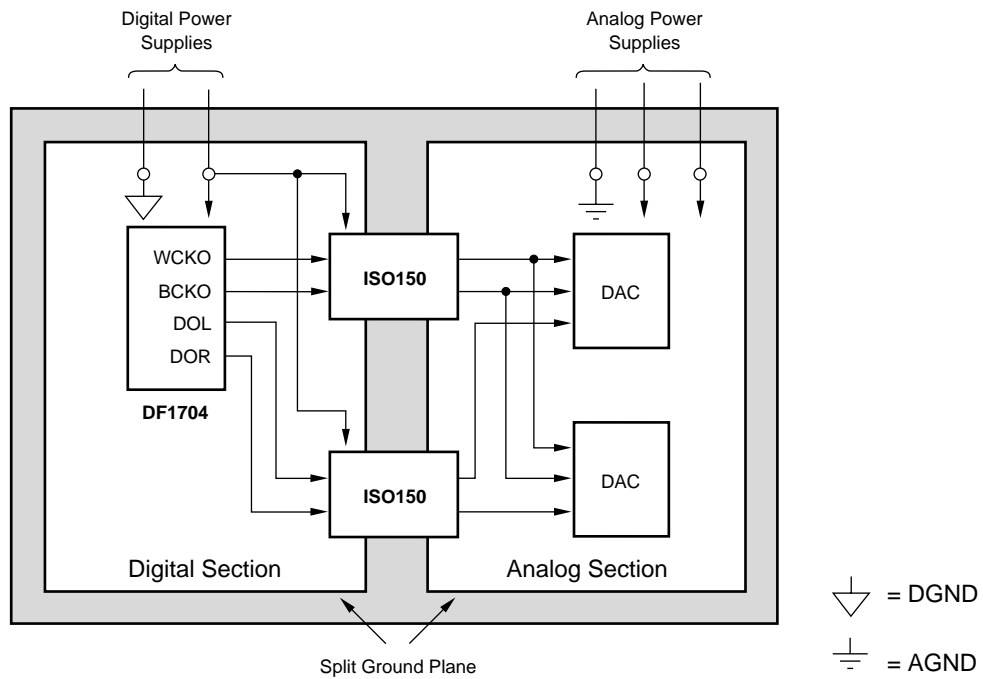 Digital Power
Supplies
Analog Power
Supplies
WCKO
BCKO
DOL
DOR
DF1704
ISO150
DAC
ISO150
DAC
Digital Section
Analog Section
Split Ground Plane
= DGND
= AGND